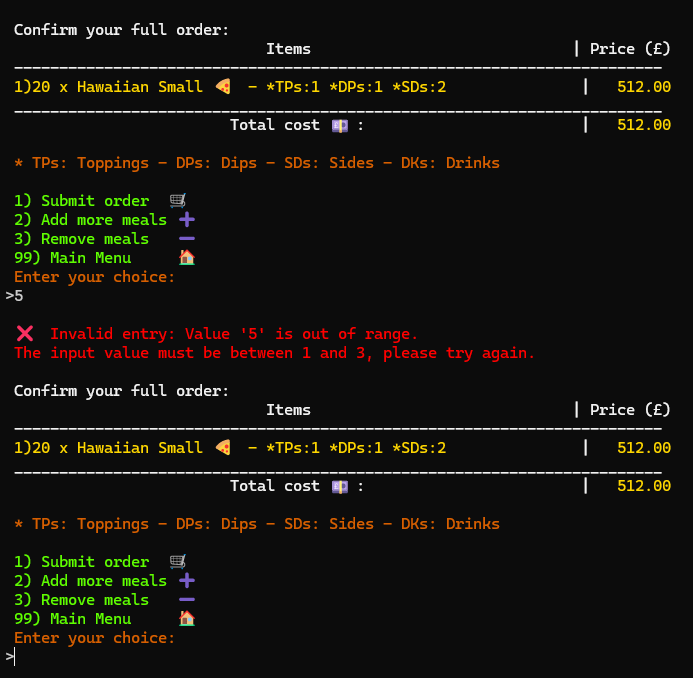 Confirm your full order:
Items | Price (£)
1)20 x Hawaiian Small 🍕 - *TPs:1 *DPs:1 *SDs:2 | 512.00
Total cost 💷 : | 512.00
* TPs: Toppings - DPs: Dips - SDs: Sides - DKs: Drinks
1) Submit order 🛒
2) Add more meals ➕
3) Remove meals ➖
99) Main Menu 🏠
Enter your choice:
>5
❌ Invalid entry: Value '5' is out of range.
The input value must be between 1 and 3, please try again.
Confirm your full order:
Items | Price (£)
1)20 x Hawaiian Small 🍕 - *TPs:1 *DPs:1 *SDs:2 | 512.00
Total cost 💷 : | 512.00
* TPs: Toppings - DPs: Dips - SDs: Sides - DKs: Drinks
1) Submit order 🛒
2) Add more meals ➕
3) Remove meals ➖
99) Main Menu 🏠
Enter your choice:
>